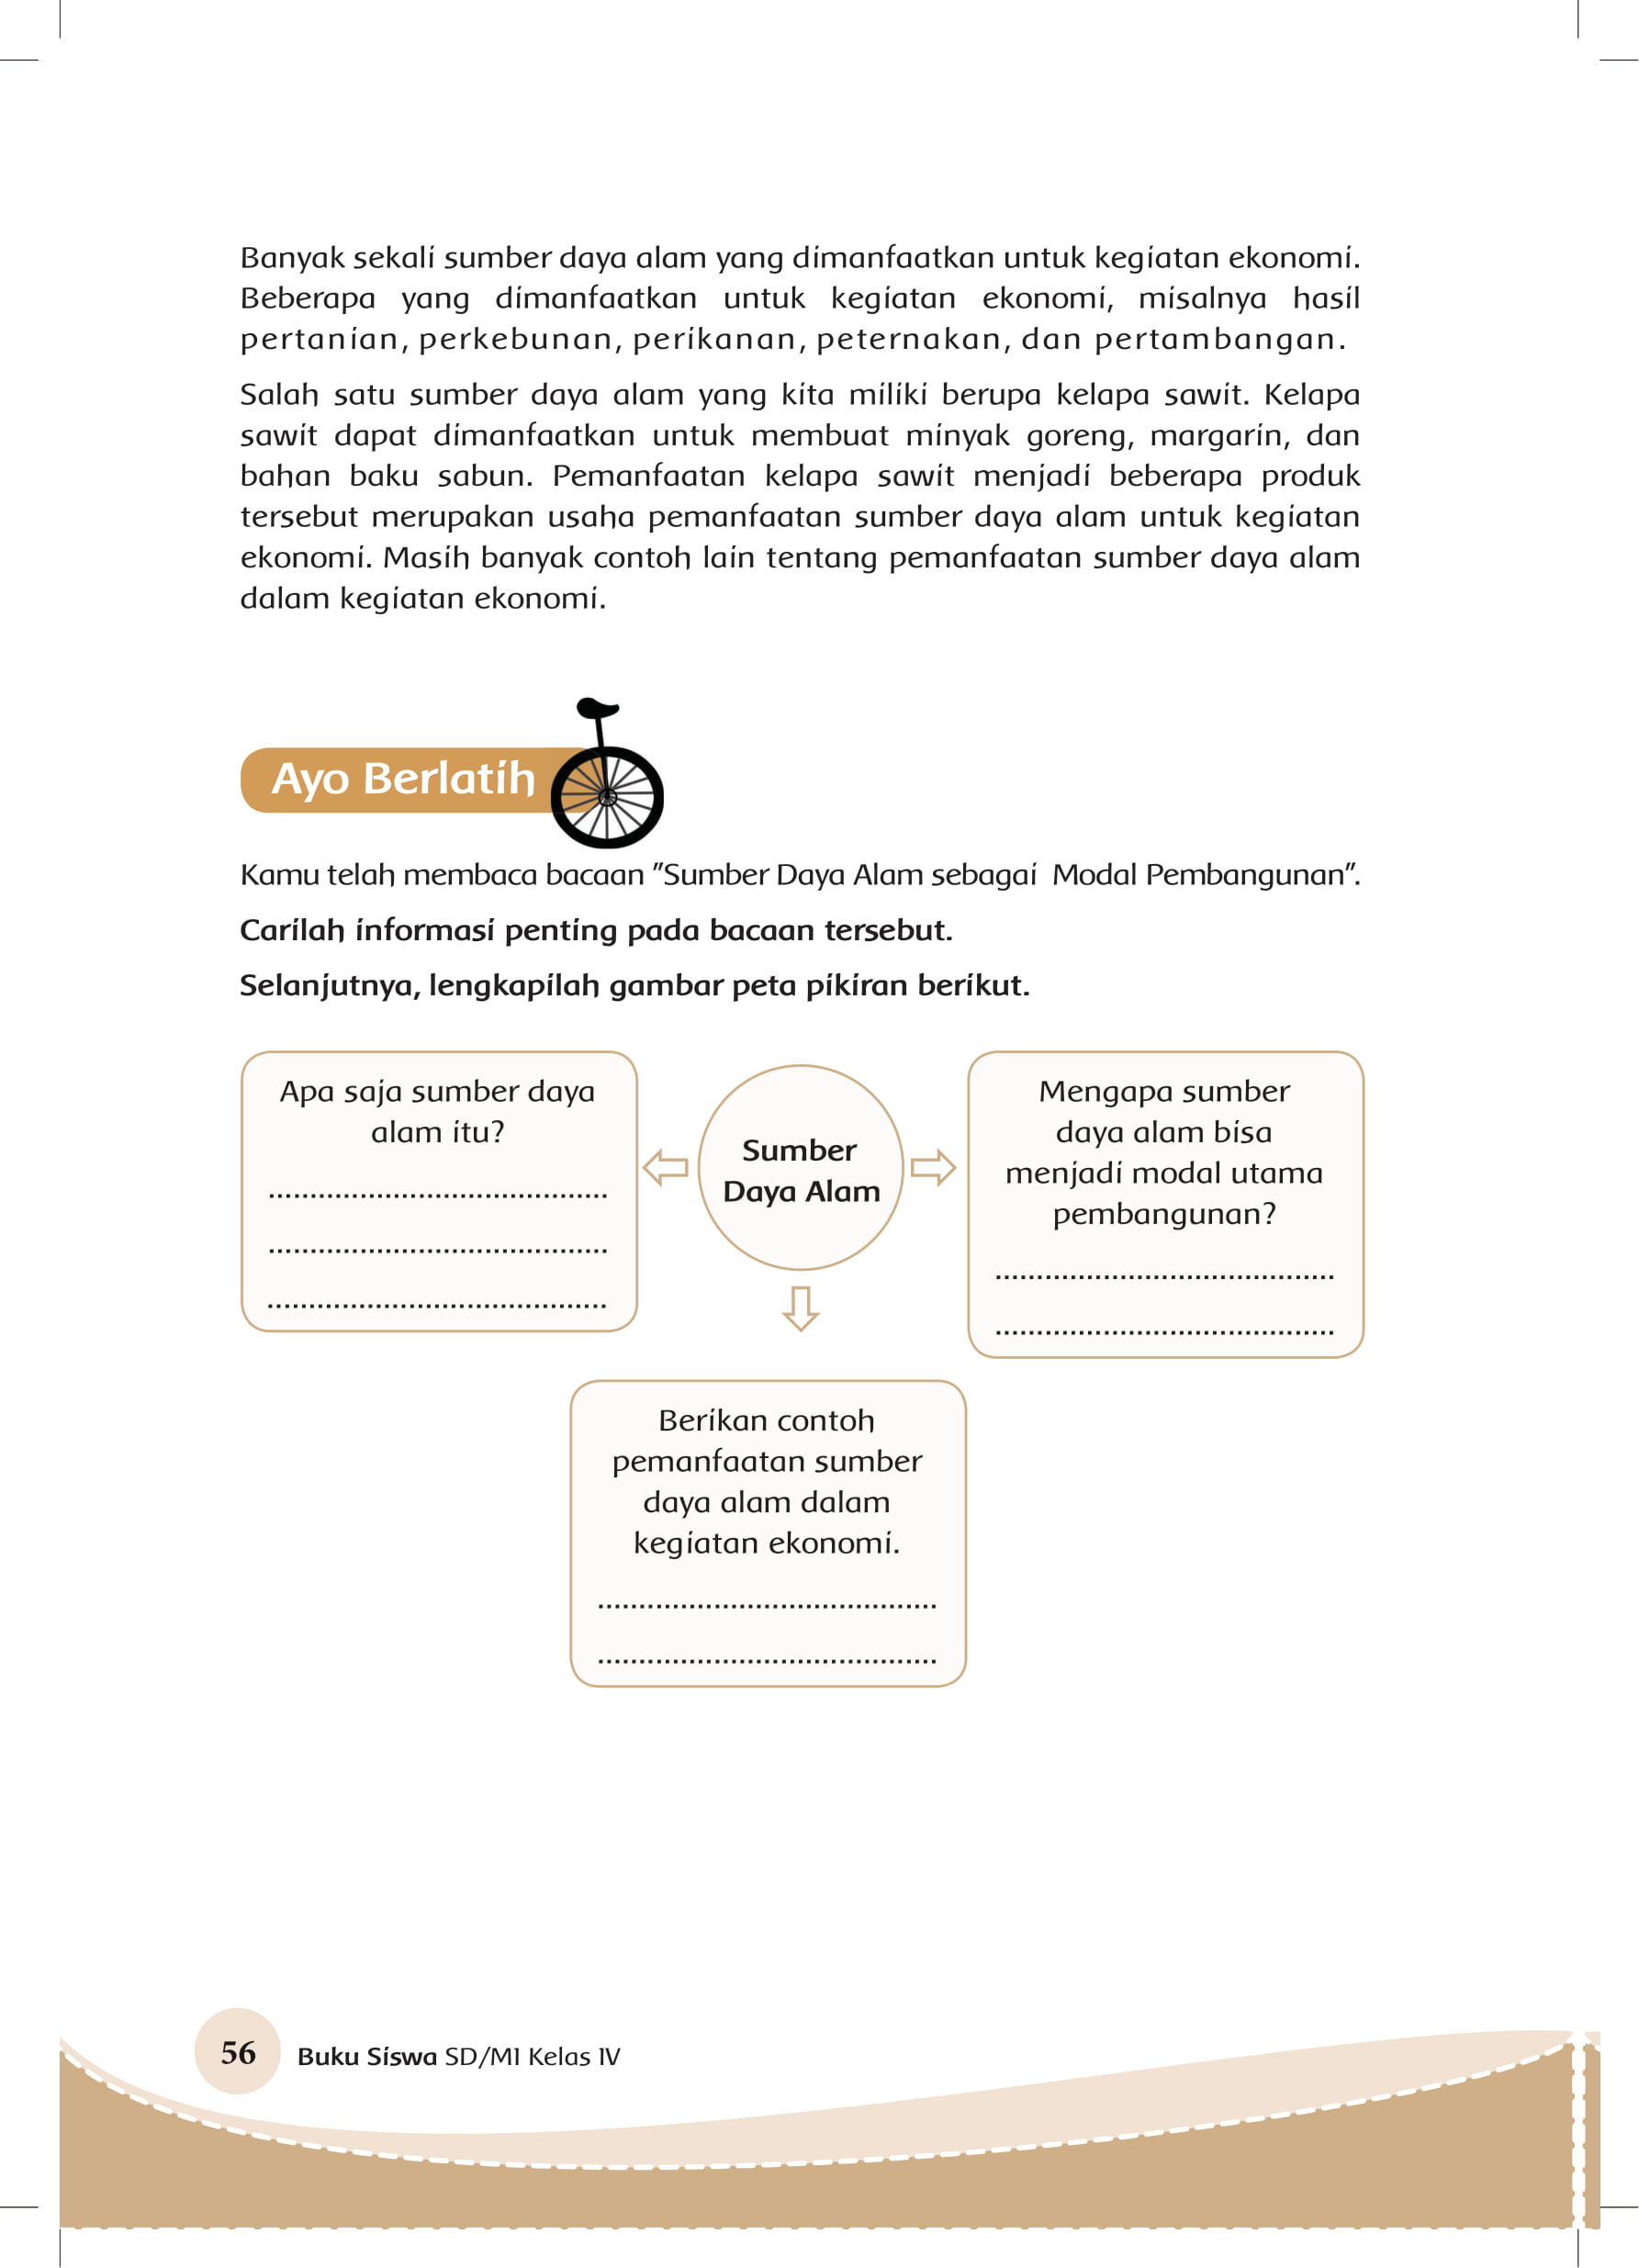 Banyak sekali sumber daya alam yang dimanfaatkan untuk kegiatan ekonomi.
Beberapa yang dimanfaatkan untuk kegiatan ekonomi, misalnya hasil
pertanian, perkebunan, perikanan, peternakan, dan pertambangan.
Salah satu sumber daya alam yang kita miliki berupa kelapa sawit. Kelapa
sawit dapat dimanfaatkan untuk membuat minyak goreng, margarin, dan
bahan baku sabun. Pemanfaatan kelapa sawit menjadi beberapa produk
tersebut merupakan usaha pemanfaatan sumber daya alam untuk kegiatan
ekonomi. Masih banyak contoh lain tentang pemanfaatan sumber daya alam
dalam kegiatan ekonomi.
Ayo Berlatih
Kamu telah membaca bacaan "Sumber Daya Alam sebagai Modal Pembangunan".
Carilah informasi penting pada bacaan tersebut.
Selanjutnya, lengkapilah gambar peta pikiran berikut.
Apa saja sumber daya
alam itu?
.........................................
.........................................
.........................................
Sumber
Daya Alam
Mengapa sumber
daya alam bisa
menjadi modal utama
pembangunan?
.........................................
.........................................
Berikan contoh
pemanfaatan sumber
daya alam dalam
kegiatan ekonomi.
.........................................
.........................................
56 Buku Siswa SD/MI Kelas IV